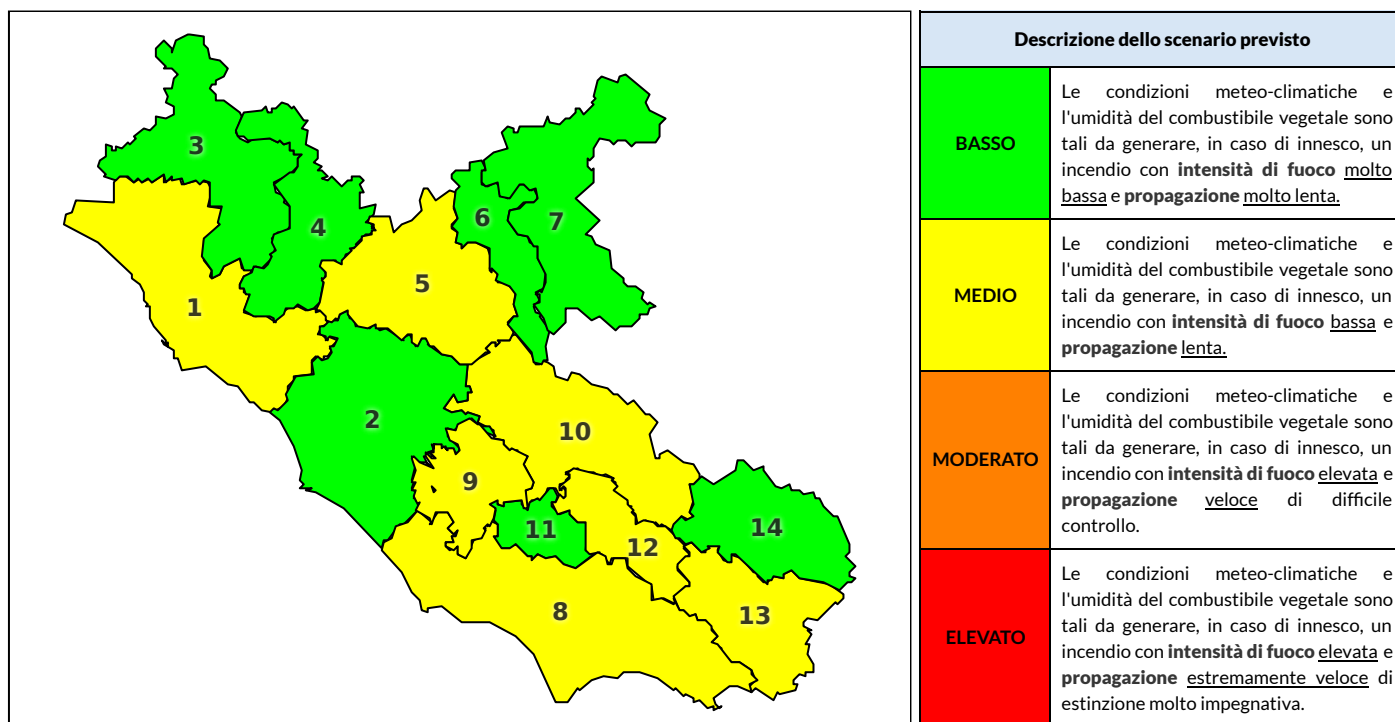 3
4
6
7
5
1
2
10
9
11
12
14
8
13
Descrizione dello scenario previsto
BASSO
Le condizioni meteo-climatiche e
l'umidità del combustibile vegetale sono
tali da generare, in caso di innesco, un
incendio con intensità di fuoco molto
bassa e propagazione molto lenta.
MEDIO
Le condizioni meteo-climatiche e
l'umidità del combustibile vegetale sono
tali da generare, in caso di innesco, un
incendio con intensità di fuoco bassa e
propagazione lenta.
MODERATO
Le condizioni meteo-climatiche e
l'umidità del combustibile vegetale sono
tali da generare, in caso di innesco, un
incendio con intensità di fuoco elevata e
propagazione veloce di difficile
controllo.
ELEVATO
Le condizioni meteo-climatiche e
l'umidità del combustibile vegetale sono
tali da generare, in caso di innesco, un
incendio con intensità di fuoco elevata e
propagazione estremamente veloce di
estinzione molto impegnativa.